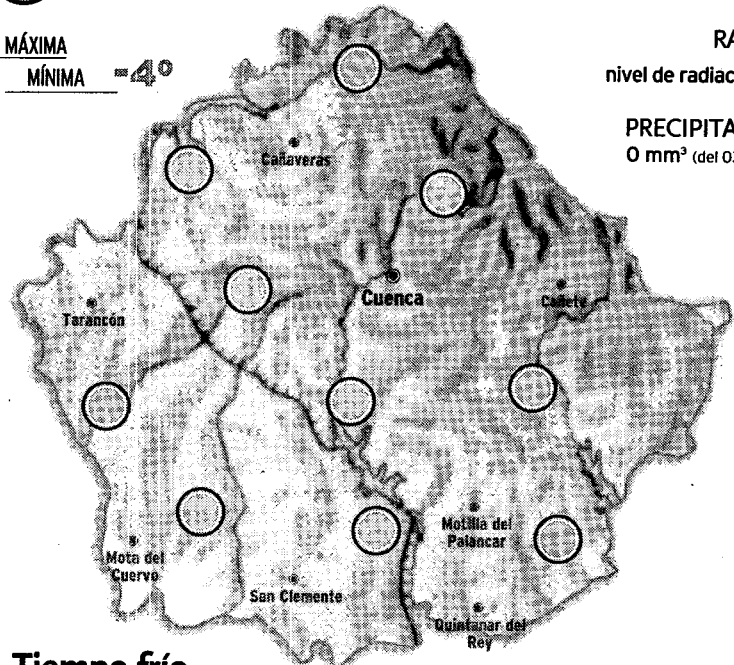 MÁXIMA
MÍNIMA -4º
RA
nivel de radiac
PRECIPITA
0 mm³ (del 03
Cañaveras
Cuenca
Cañete
Tarancón
Motilla del
Palancar
Mota del
Cuervo
San Clemente
Quintanar del
Rey
Tiempo frío